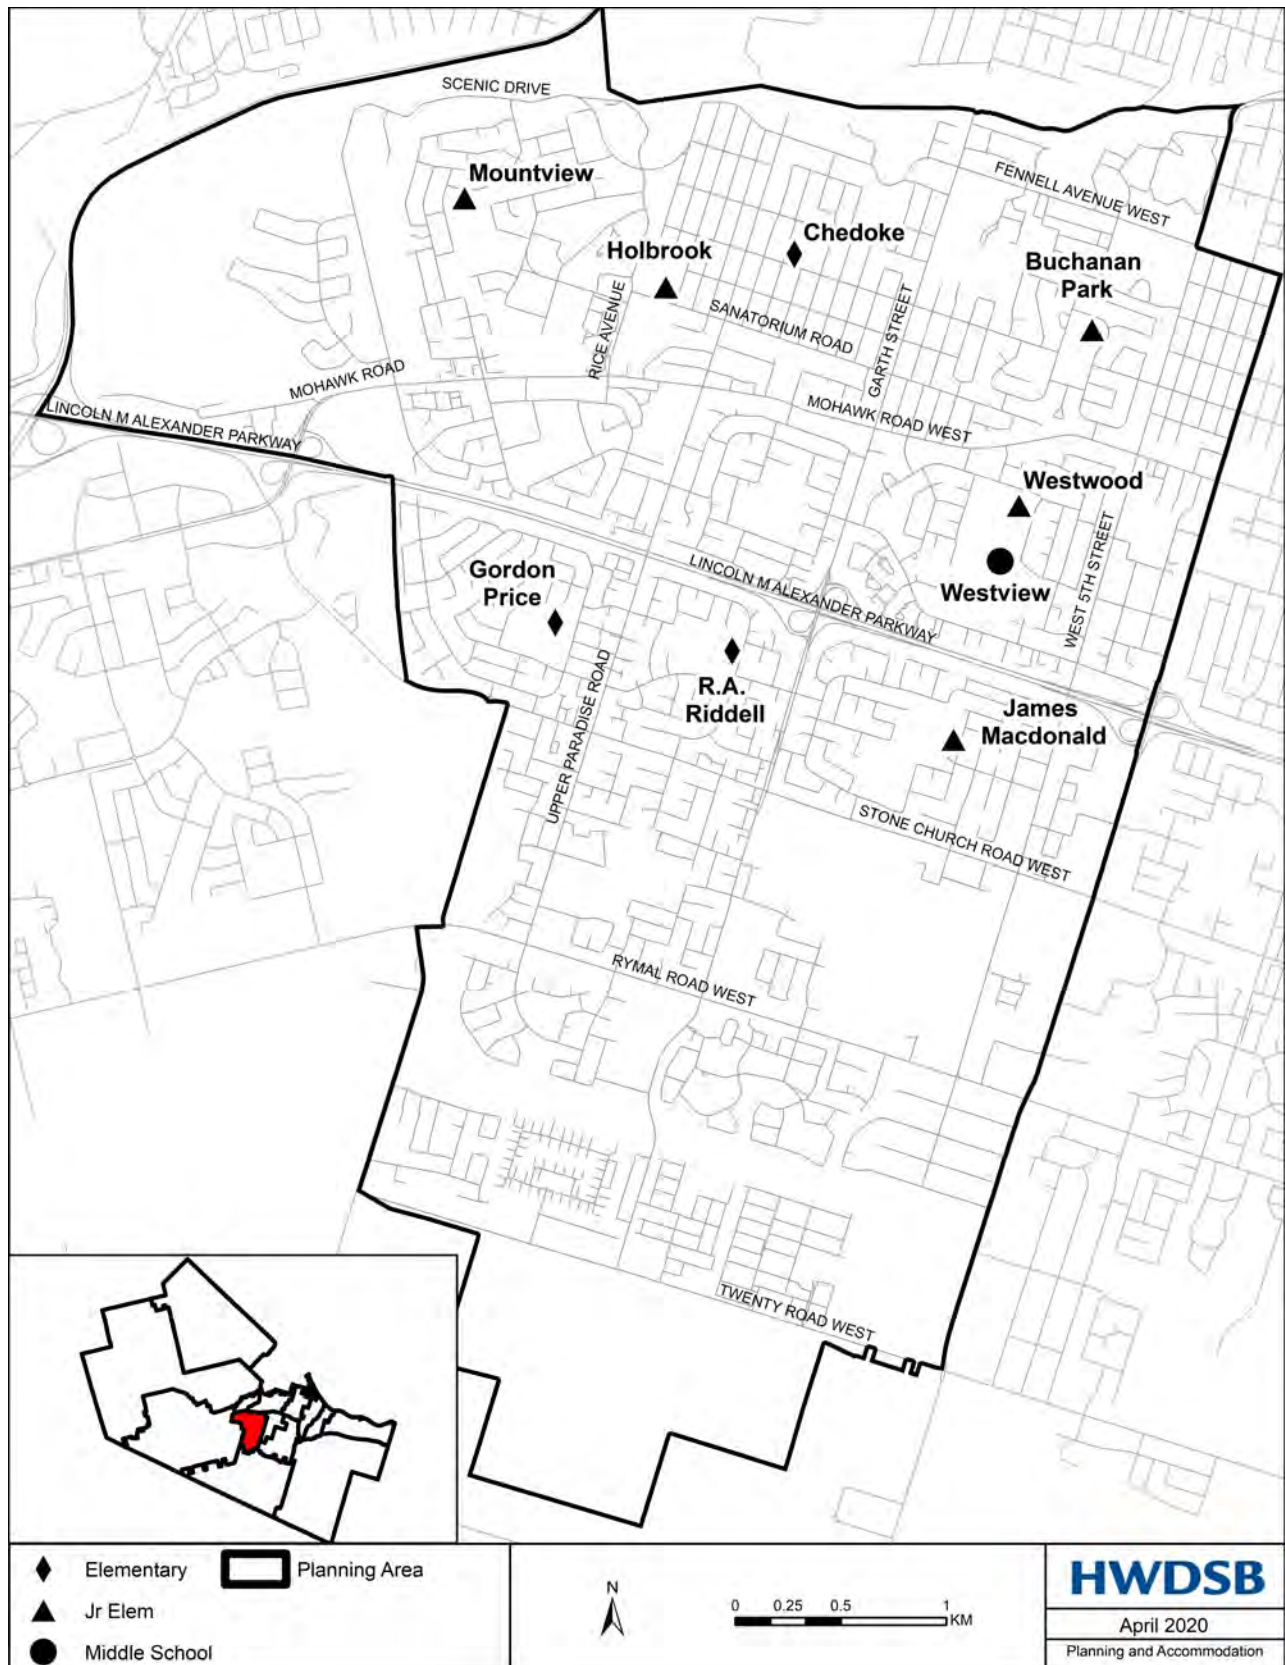 SCENIC DRIVE
Mountview
FENNELL AVENUE WEST
Chedoke
Holbrook
Buchanan
Park
RICE AVENUE
SANATORIUM ROAD
GARTH STREET
MOHAWK ROAD
MOHAWK ROAD WEST
LINCOLN M ALEXANDER PARKWAY
Westwood
WEST 5TH STREET
Gordon
Price
LINCOLN M ALEXANDER PARKWAY
Westview
UPPER PARADISE ROAD
R.A.
Riddell
James
Macdonald
STONE CHURCH ROAD WEST
RYMAL ROAD WEST
TWENTY ROAD WEST
Elementary
Planning Area
Jr Elem
Middle School
N
0 0.25 0.5 1
KM
HWDSB
April 2020
Planning and Accommodation